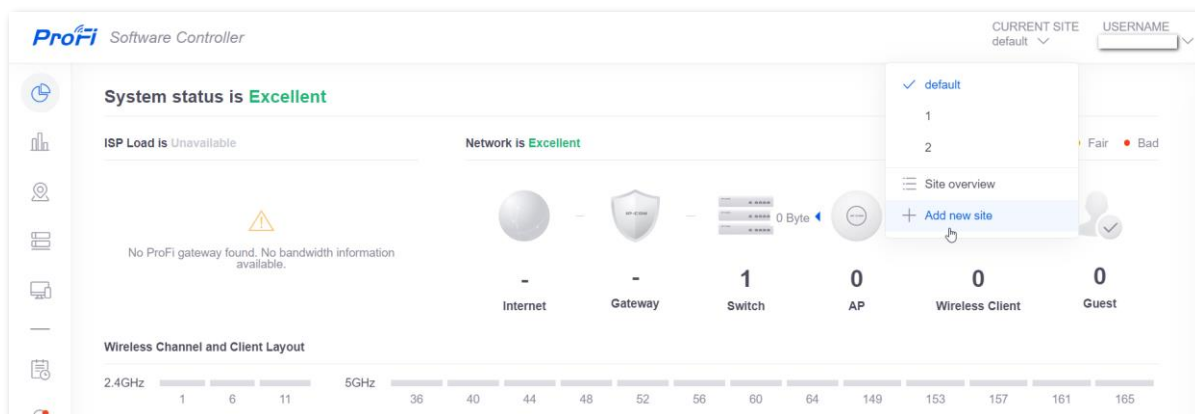 ProFi Software Controller
CURRENT SITE
default
USERNAME
System status is Excellent
default
1
2
Site overview
Add new site
ISP Load is Unavailable
Network is Excellent
Fair
Bad
No ProFi gateway found. No bandwidth information
available.
0 Byte
-
Internet
-
Gateway
1
Switch
0
AP
0
Wireless Client
0
Guest
Wireless Channel and Client Layout
2.4GHz
1 6 11
5GHz
36 40 44 48 52 56 60 64 149 153 157 161 165